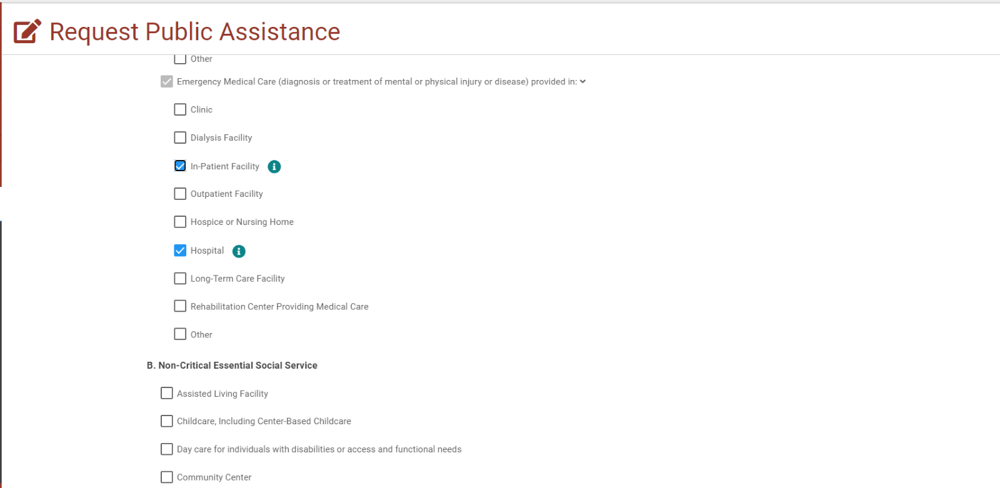 Request Public Assistance
Other
Emergency Medical Care (diagnosis or treatment of mental or physical injury or disease) provided in:
Clinic
Dialysis Facility
In-Patient Facility
Outpatient Facility
Hospice or Nursing Home
Hospital
Long-Term Care Facility
Rehabilitation Center Providing Medical Care
Other
B. Non-Critical Essential Social Service
Assisted Living Facility
Childcare, Including Center-Based Childcare
Day care for individuals with disabilities or access and functional needs
Community Center